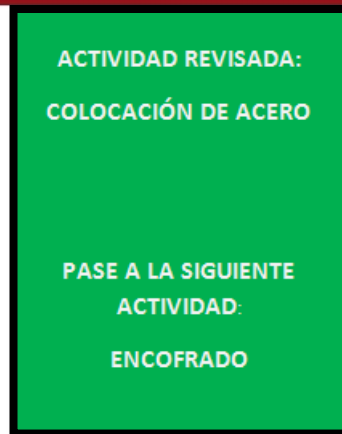 ACTIVIDAD REVISADA:
COLOCACIÓN DE ACERO
PASE A LA SIGUIENTE
ACTIVIDAD:
ENCOFRADO